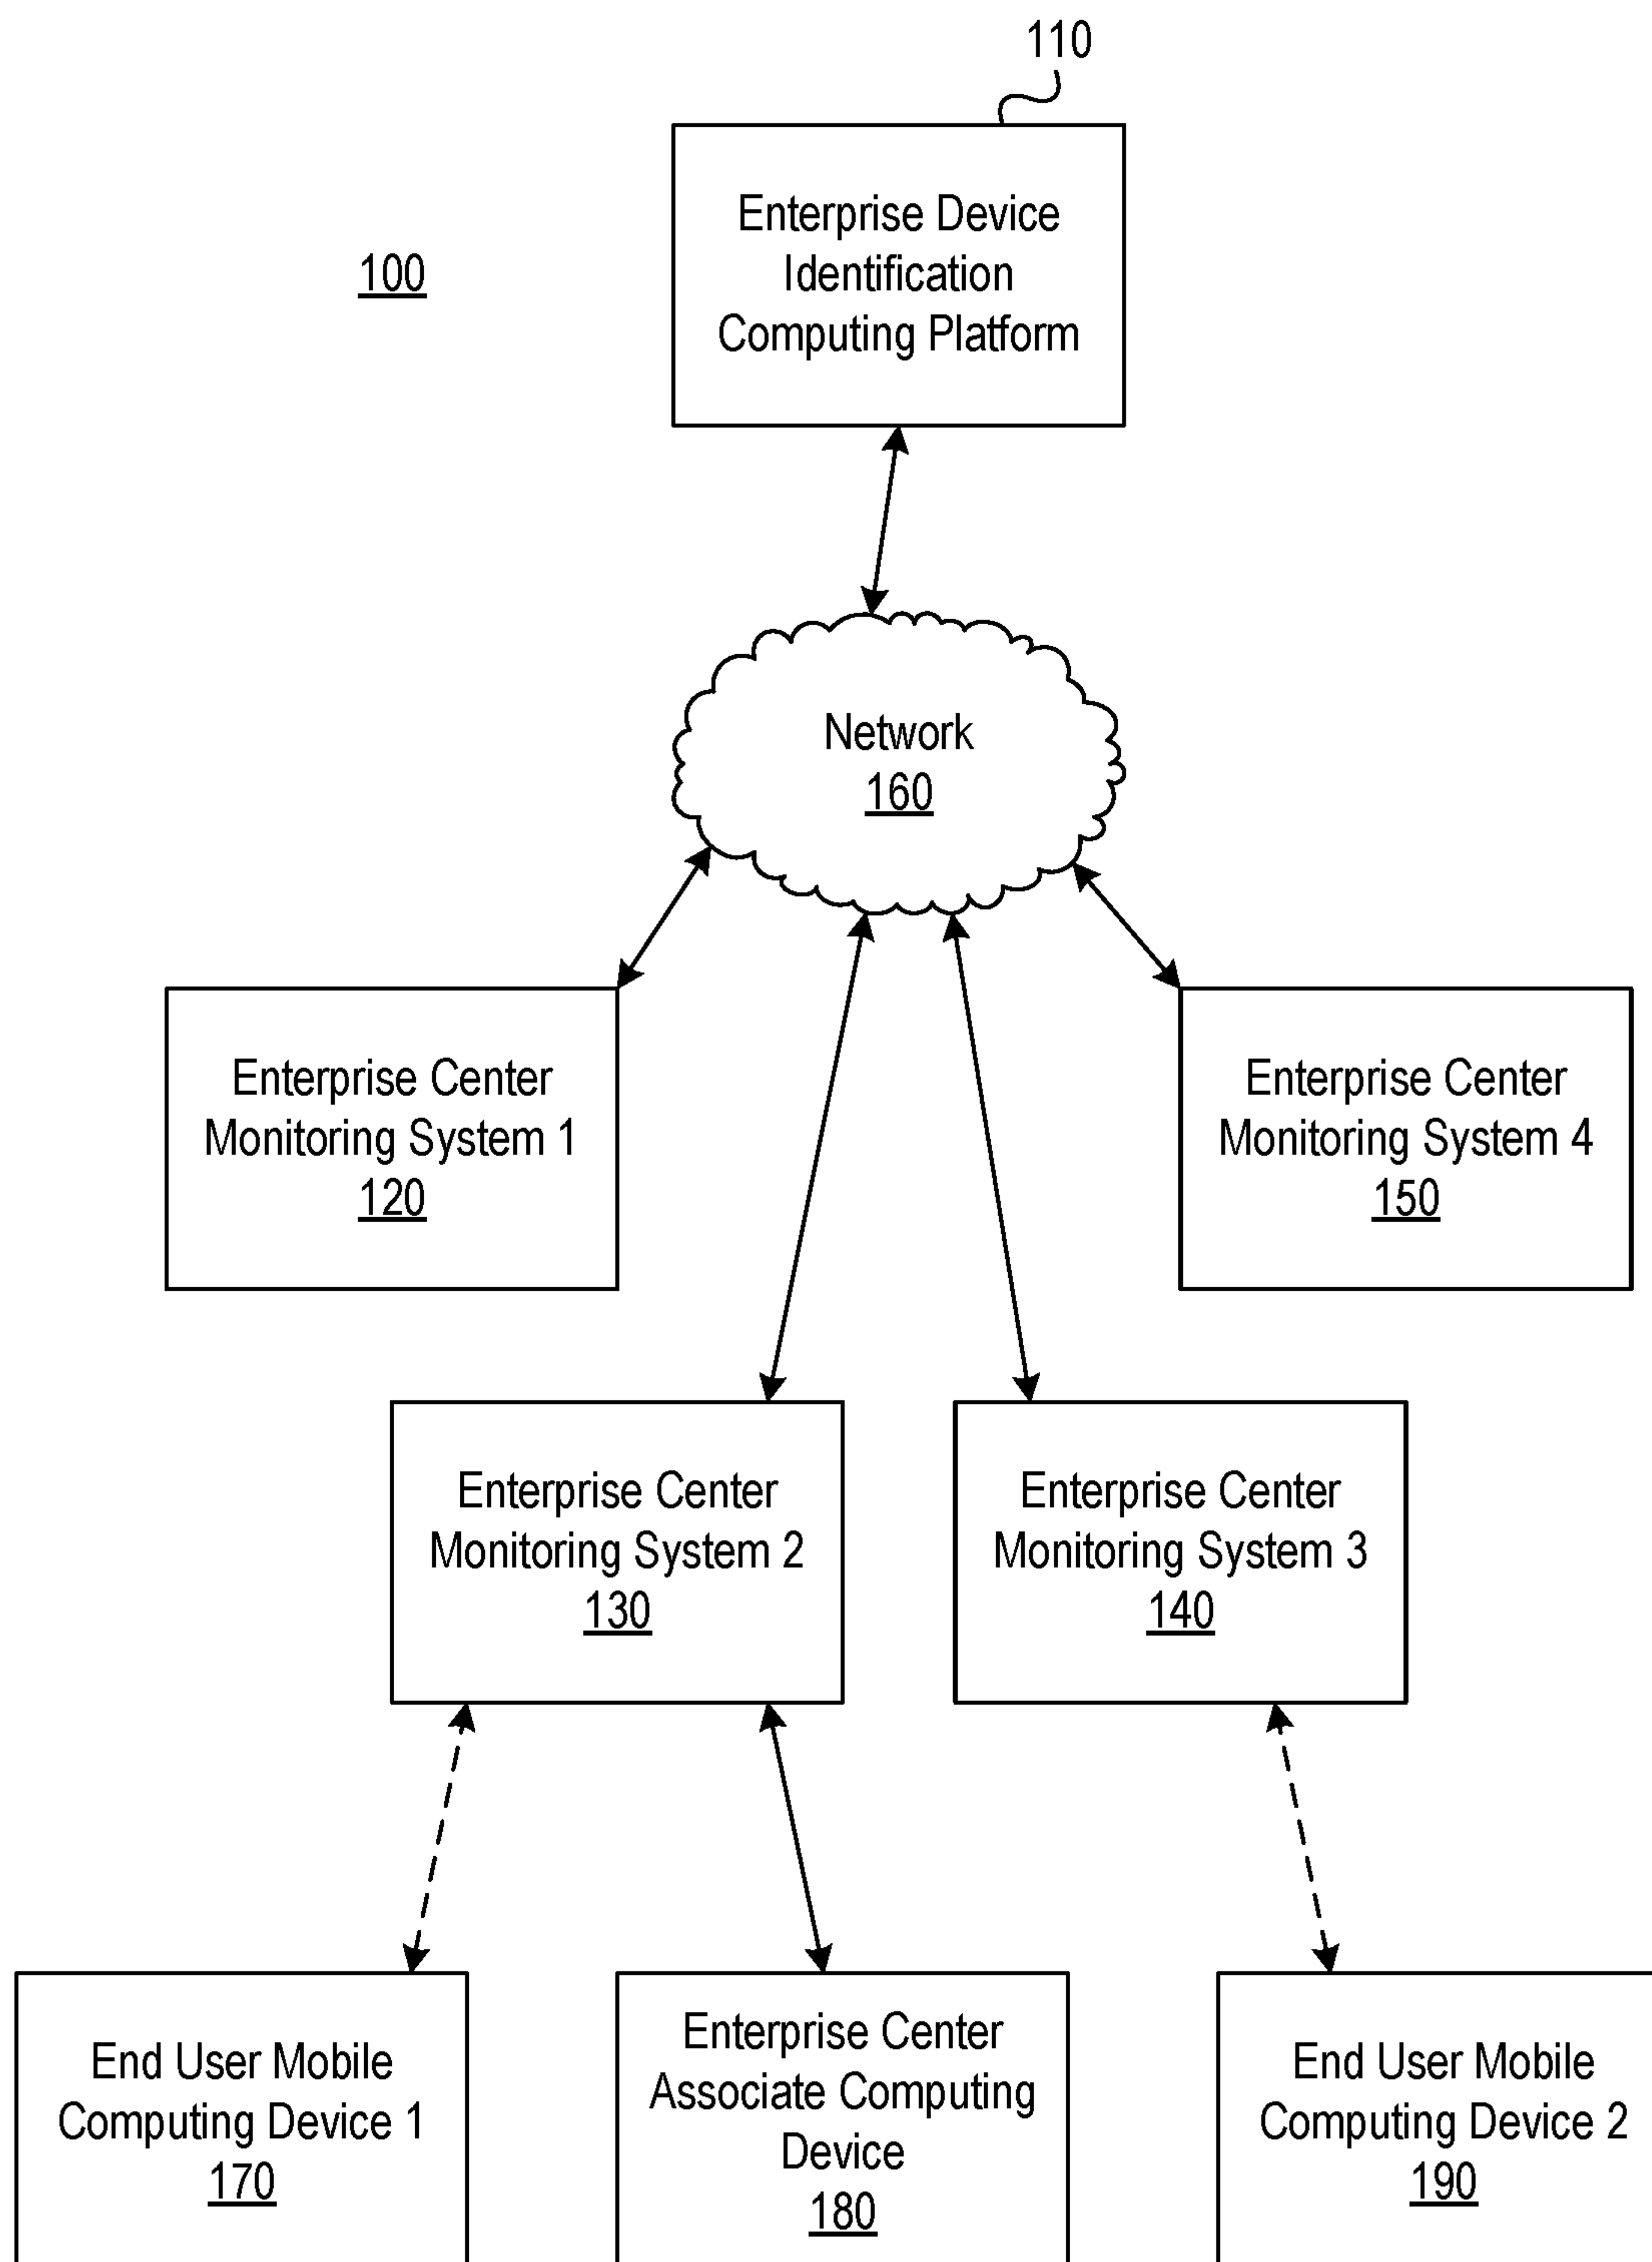 110
Enterprise Device
Identification
Computing Platform
100
Network
160
Enterprise Center
Monitoring System 1
120
Enterprise Center
Monitoring System 4
150
Enterprise Center
Monitoring System 2
130
Enterprise Center
Monitoring System 3
140
End User Mobile
Computing Device 1
170
Enterprise Center
Associate Computing
Device
180
End User Mobile
Computing Device 2
190